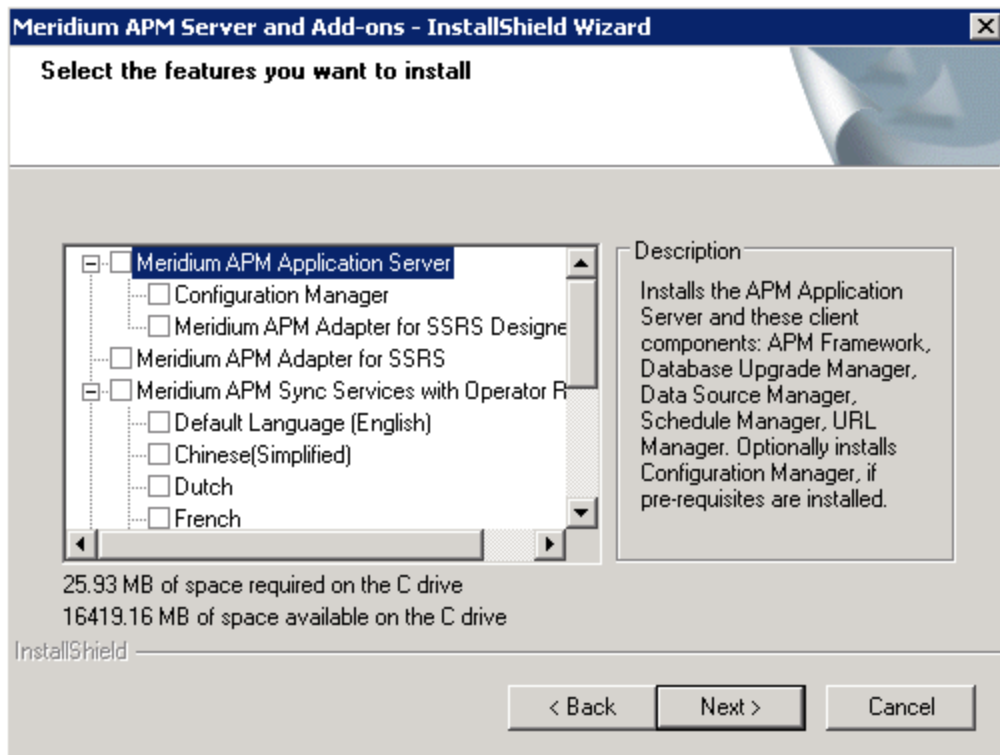 Meridium APM Server and Add-ons - InstallShield Wizard
Select the features you want to install
Meridium APM Application Server
Configuration Manager
Meridium APM Adapter for SSRS Designe
Meridium APM Adapter for SSRS
Meridium APM Sync Services with Operator R
Default Language (English)
Chinese(Simplified)
Dutch
French
Description
Installs the APM Application
Server and these client
components: APM Framework,
Database Upgrade Manager,
Data Source Manager,
Schedule Manager, URL
Manager. Optionally installs
Configuration Manager, if
pre-requisites are installed.
25.93 MB of space required on the C drive
16419.16 MB of space available on the C drive
InstallShield
< Back
Next >
Cancel